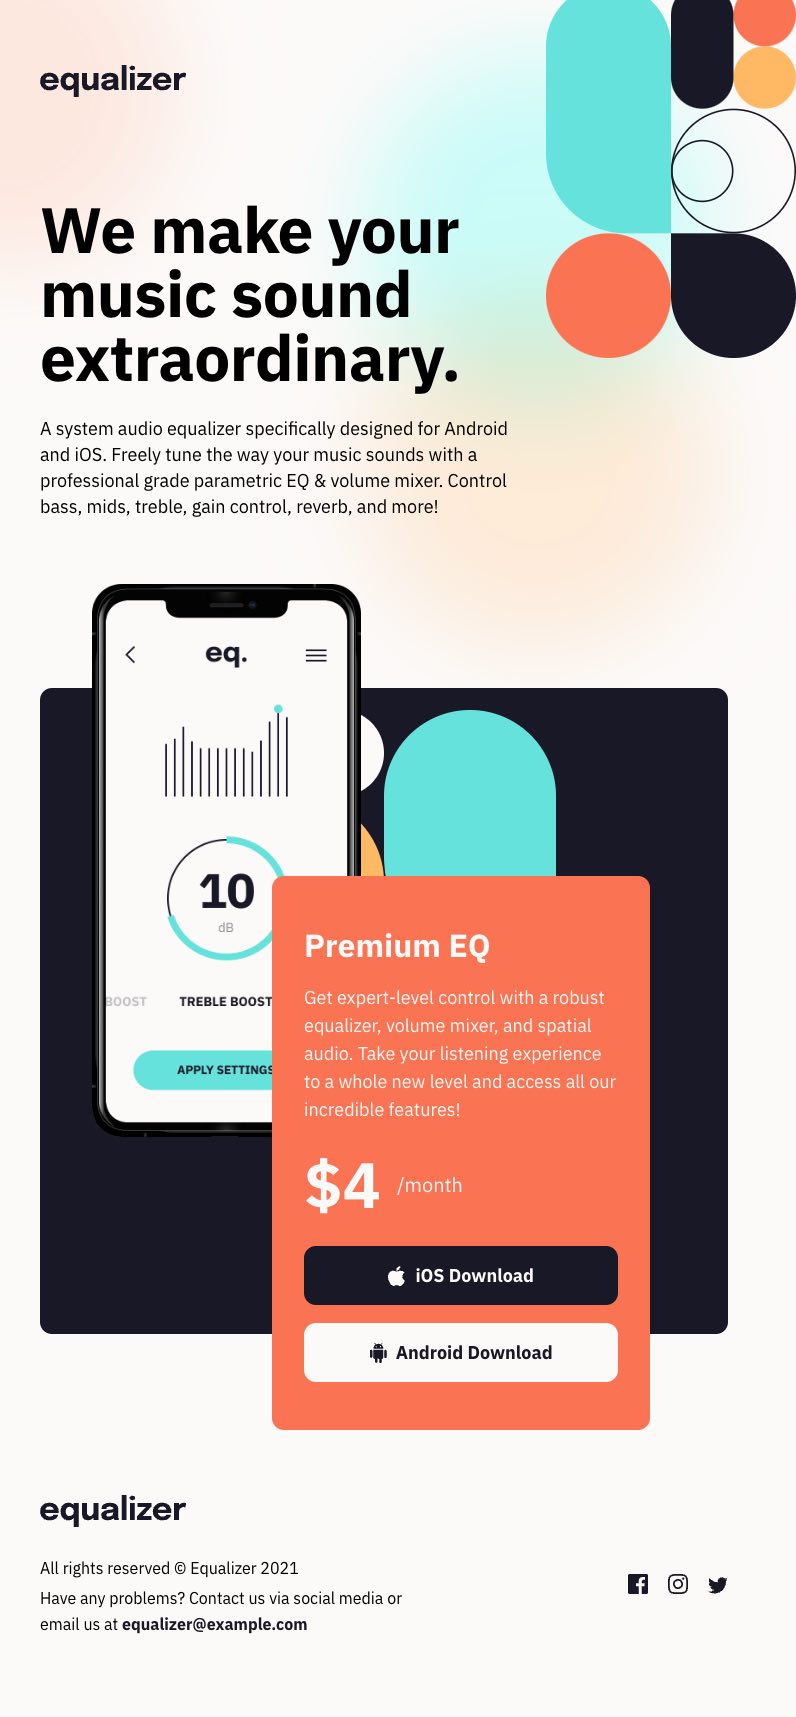 equalizer
We make your
music sound
extraordinary.
A system audio equalizer specifically designed for Android
and iOS. Freely tune the way your music sounds with a
professional grade parametric EQ & volume mixer. Control
bass, mids, treble, gain control, reverb, and more!
eq.
10
dB
BOOST
TREBLE BOOST
APPLY SETTINGS
Premium EQ
Get expert-level control with a robust
equalizer, volume mixer, and spatial
audio. Take your listening experience
to a whole new level and access all our
incredible features!
$4 /month
iOS Download
Android Download
equalizer
All rights reserved © Equalizer 2021
Have any problems? Contact us via social media or
email us at equalizer@example.com